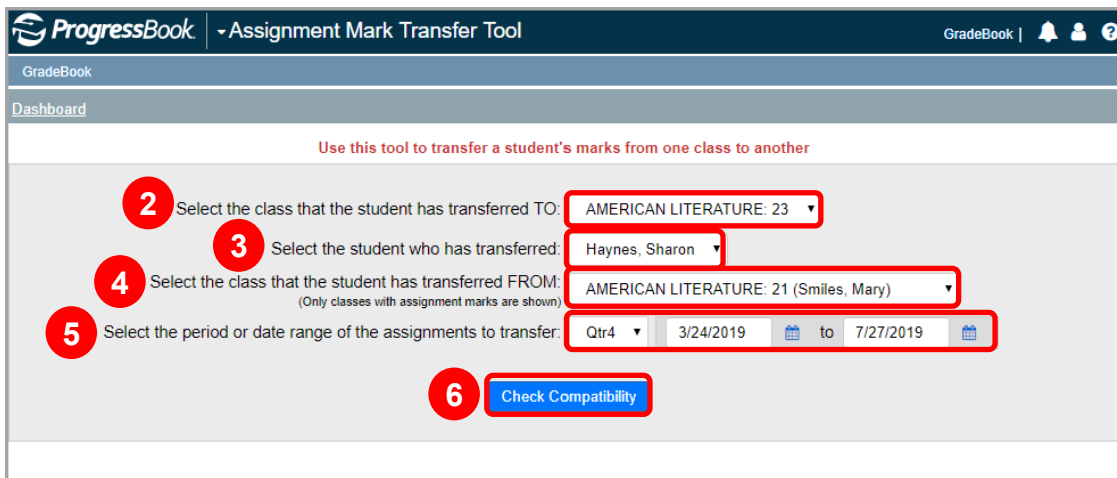 ProgressBook. Assignment Mark Transfer Tool GradeBook |
GradeBook
Dashboard
Use this tool to transfer a student's marks from one class to another
2 Select the class that the student has transferred TO: AMERICAN LITERATURE: 23
3 Select the student who has transferred: Haynes, Sharon
4 Select the class that the student has transferred FROM: AMERICAN LITERATURE: 21 (Smiles, Mary)
(Only classes with assignment marks are shown)
5 Select the period or date range of the assignments to transfer: Qtr4 3/24/2019 to 7/27/2019
6 Check Compatibility